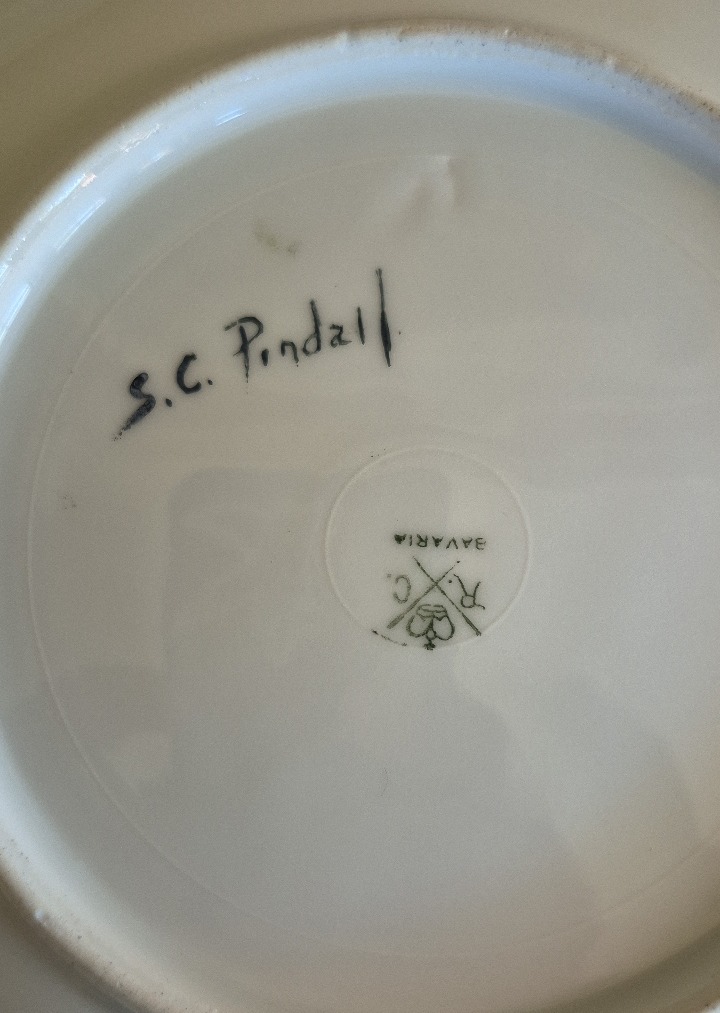 S.C. Pindall
R. C.
BAVARIA